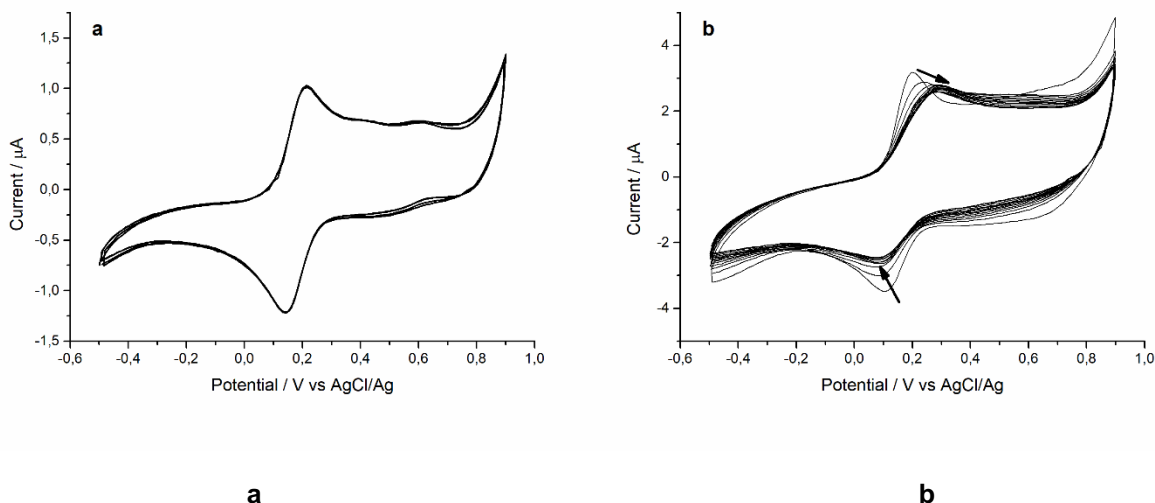 a
1,5
1,0
0,5
0,0
-0,5
-1,0
-1,5
Current / µA
-0,6 -0,4 -0,2 0,0 0,2 0,4 0,6 0,8 1,0
Potential / V vs AgCl/Ag
b
4
2
0
-2
-4
Current / µA
-0,6 -0,4 -0,2 0,0 0,2 0,4 0,6 0,8 1,0
Potential / V vs AgCl/Ag
a
b